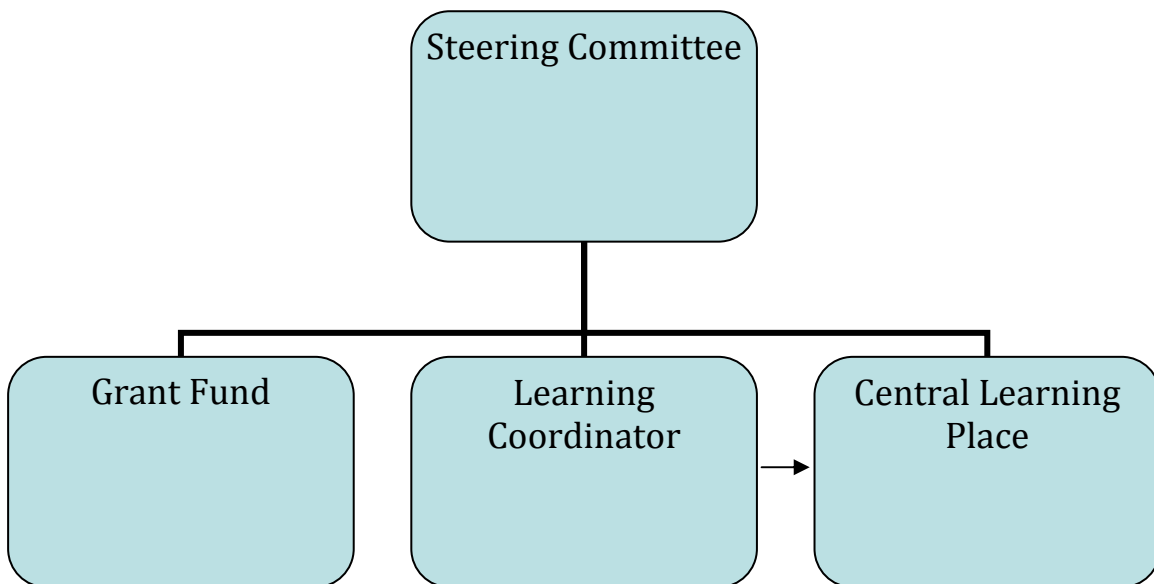 Steering Committee
Grant Fund
Learning
Coordinator
Central Learning
Place